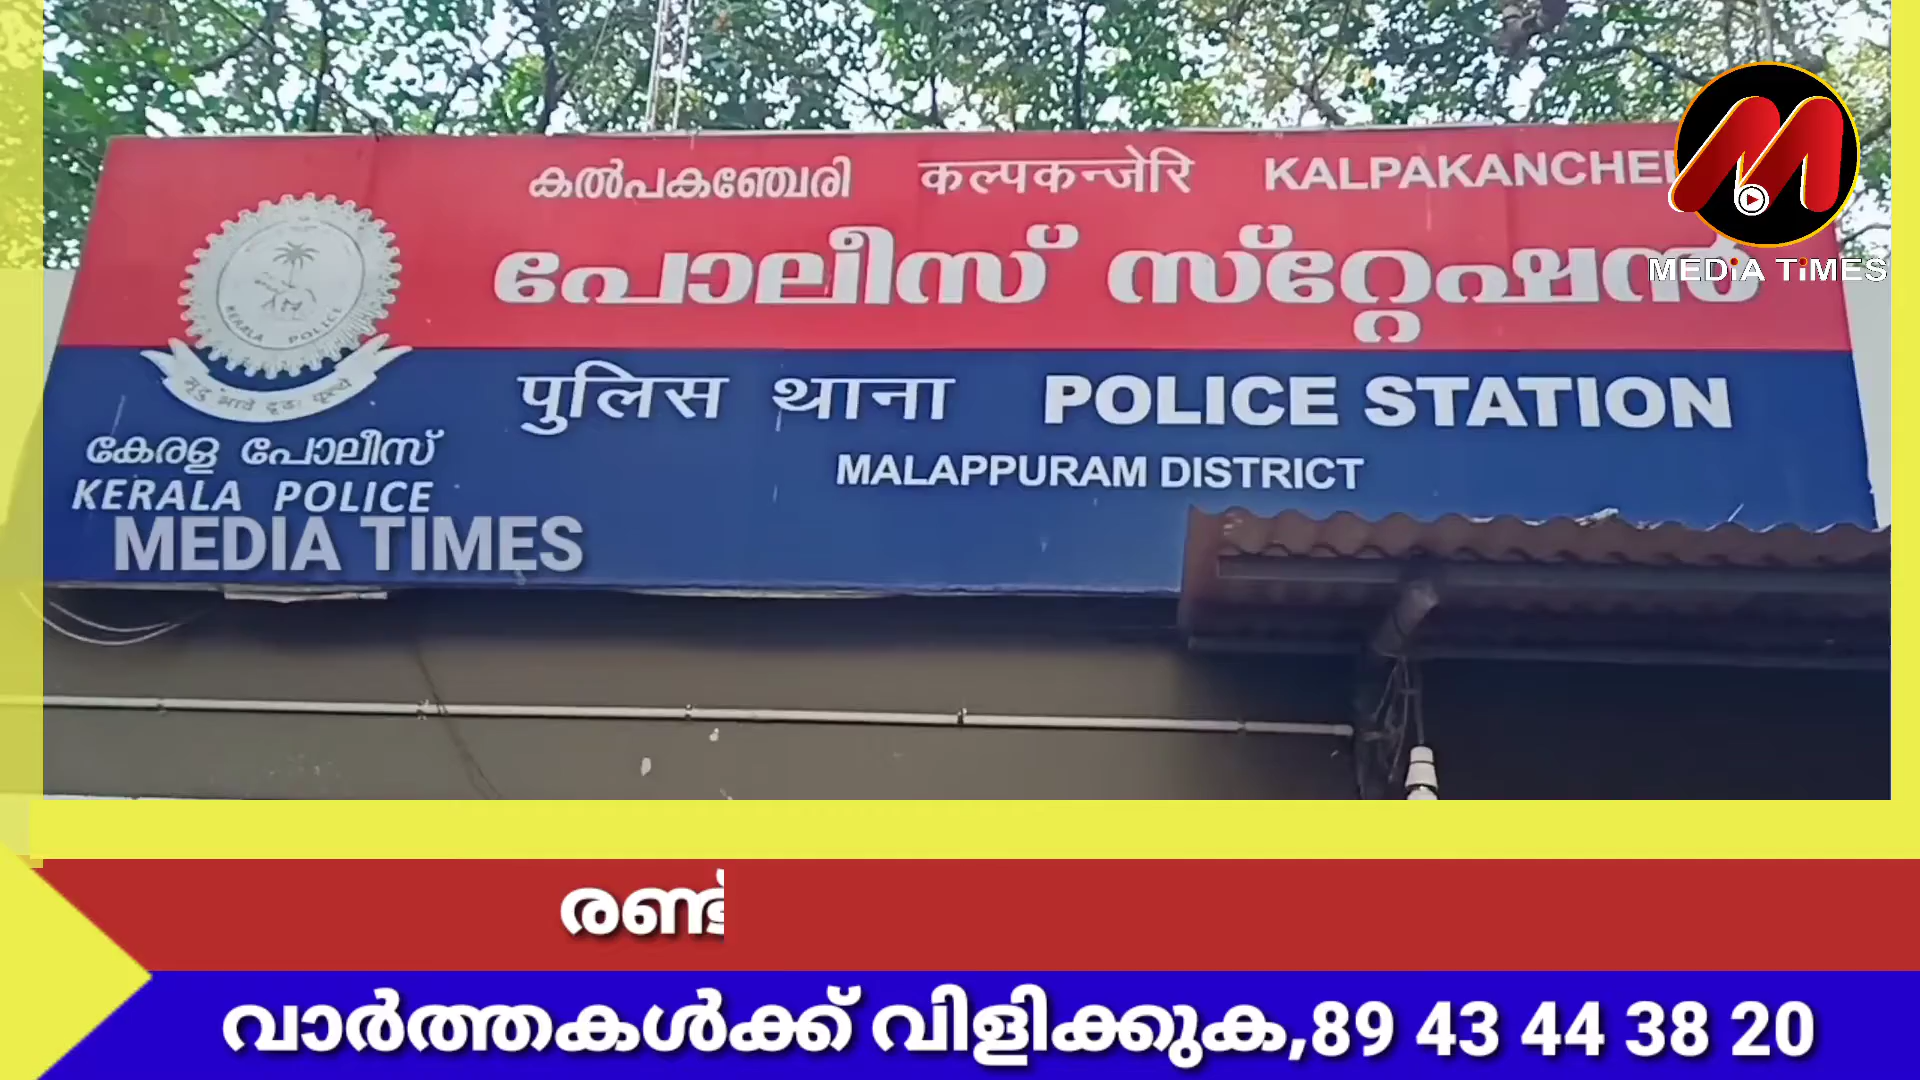 കൽപകഞ്ചേരി कल्पकन्जेरि
പോലീസ് സ്റ്റേഷൻ
MEDiA TiMES
KERALA POLICE
पुलिस थाना POLICE STATION
MALAPPURAM DISTRICT
കേരള പോലീസ്
KERALA POLICE
MEDIA TIMES
വാർത്തകൾക്ക് വിളിക്കുക,89 43 44 38 20